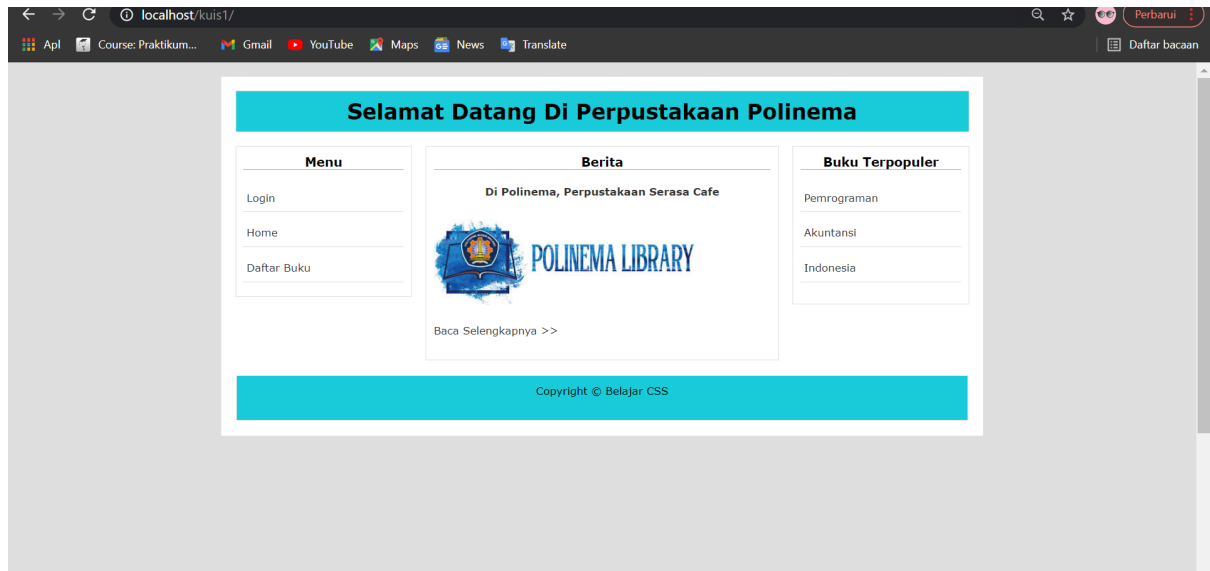 localhost/kuis1/
Perbarui
Apl Course: Praktikum... Gmail YouTube Maps News Translate Daftar bacaan
Selamat Datang Di Perpustakaan Polinema
Menu
Login
Home
Daftar Buku
Berita
Di Polinema, Perpustakaan Serasa Cafe
POLINEMA LIBRARY
Baca Selengkapnya >>
Buku Terpopuler
Pemrograman
Akuntansi
Indonesia
Copyright © Belajar CSS